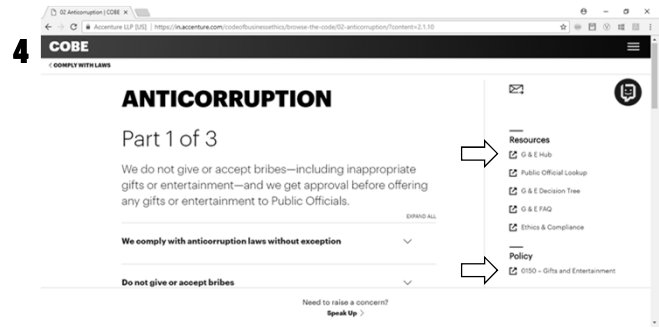 02 Anticorruption | COBE
Accenture LLP [US] | https://in.accenture.com/codeofbusinessethics/browse-the-code/02-anticorruption/?content=2.1.10
4
COBE
< COMPLY WITH LAWS
ANTICORRUPTION
Part 1 of 3
We do not give or accept bribes—including inappropriate
gifts or entertainment—and we get approval before offering
any gifts or entertainment to Public Officials.
EXPAND ALL
We comply with anticorruption laws without exception
Do not give or accept bribes
Resources
G & E Hub
Public Official Lookup
G & E Decision Tree
G & E FAQ
Ethics & Compliance
Policy
0150 - Gifts and Entertainment
Need to raise a concern?
Speak Up >